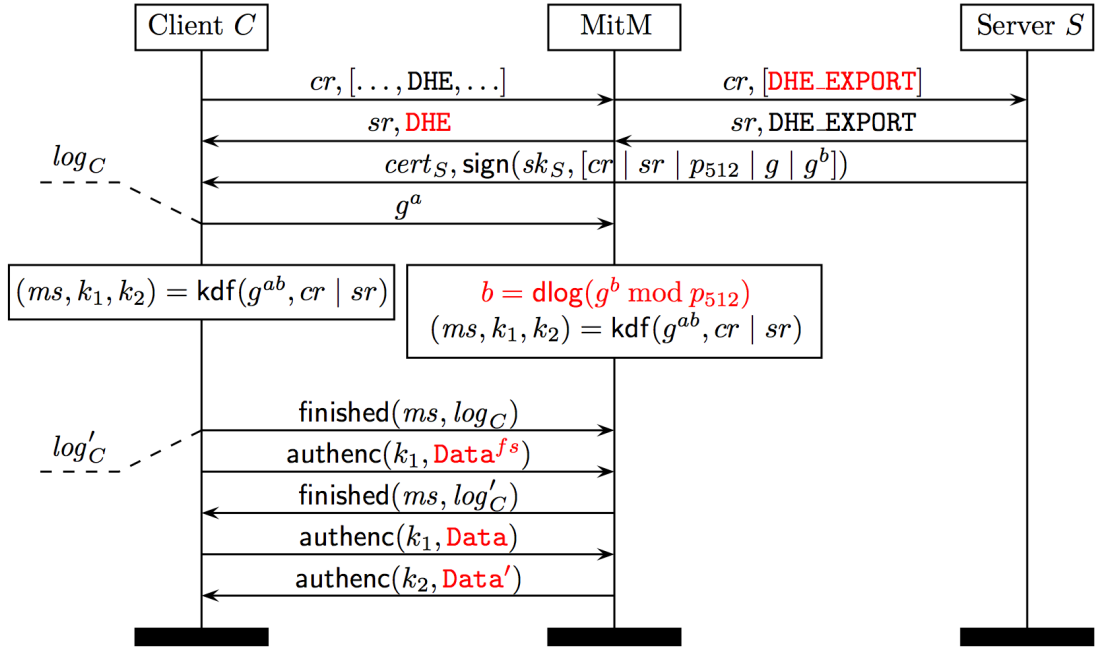 Client C
MitM
Server S
cr, [..., DHE, ...]
cr, [DHE_EXPORT]
sr, DHE
sr, DHE_EXPORT
log_C
cert_S, sign(sk_S, [cr | sr | p_512 | g | g^b])
g^a
(ms, k_1, k_2) = kdf(g^{ab}, cr | sr)
b = dlog(g^b mod p_512)
(ms, k_1, k_2) = kdf(g^{ab}, cr | sr)
finished(ms, log_C)
log'_C
authenc(k_1, Data^{fs})
finished(ms, log'_C)
authenc(k_1, Data)
authenc(k_2, Data')